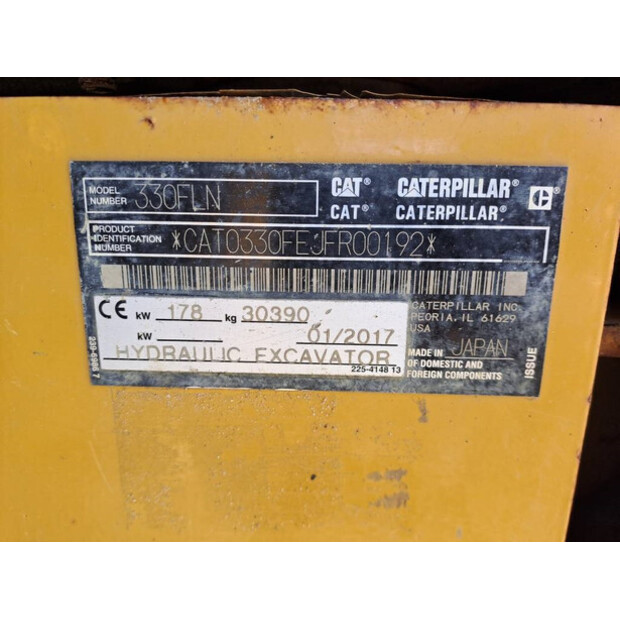 MODEL NUMBER 330FLN
CAT® CATERPILLAR® C
CAT® CATERPILLAR®
PRODUCT IDENTIFICATION NUMBER *CAT0330FEJFR00192*
CE kW 178 kg 30390
kW 01/2017
HYDRAULIC EXCAVATOR
225-4148 13
CATERPILLAR INC.
PEORIA, IL 61629
USA
MADE IN JAPAN
OF DOMESTIC AND
FOREIGN COMPONENTS
ISSUE